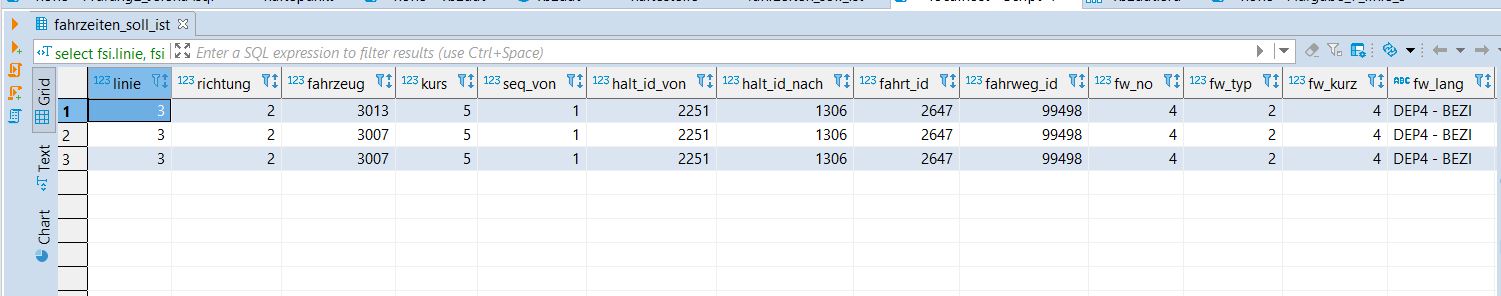 fahrzeiten_soll_ist
select fsi.linie, fsi
Enter a SQL expression to filter results (use Ctrl+Space)
Grid
Text
Chart
123 linie 123 richtung 123 fahrzeug 123 kurs 123 seq_von 123 halt_id_von 123 halt_id_nach 123 fahrt_id 123 fahrweg_id 123 fw_no 123 fw_typ 123 fw_kurz ABC fw_lang
1 3 2 3013 5 1 2251 1306 2647 99498 4 2 4 DEP4 - BEZI
2 3 2 3007 5 1 2251 1306 2647 99498 4 2 4 DEP4 - BEZI
3 3 2 3007 5 1 2251 1306 2647 99498 4 2 4 DEP4 - BEZI